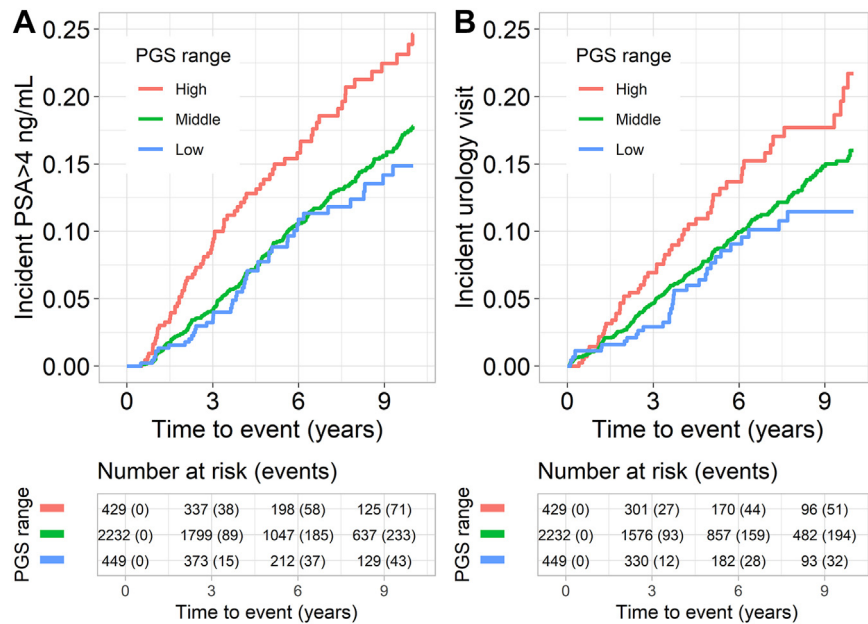 A
Incident PSA>4 ng/mL
0.25
0.20
0.15
0.10
0.05
0.00
PGS range
High
Middle
Low
0 3 6 9
Time to event (years)
Number at risk (events)
PGS range
429 (0) 337 (38) 198 (58) 125 (71)
2232 (0) 1799 (89) 1047 (185) 637 (233)
449 (0) 373 (15) 212 (37) 129 (43)
0 3 6 9
Time to event (years)
B
Incident urology visit
0.25
0.20
0.15
0.10
0.05
0.00
PGS range
High
Middle
Low
0 3 6 9
Time to event (years)
Number at risk (events)
PGS range
429 (0) 301 (27) 170 (44) 96 (51)
2232 (0) 1576 (93) 857 (159) 482 (194)
449 (0) 330 (12) 182 (28) 93 (32)
0 3 6 9
Time to event (years)